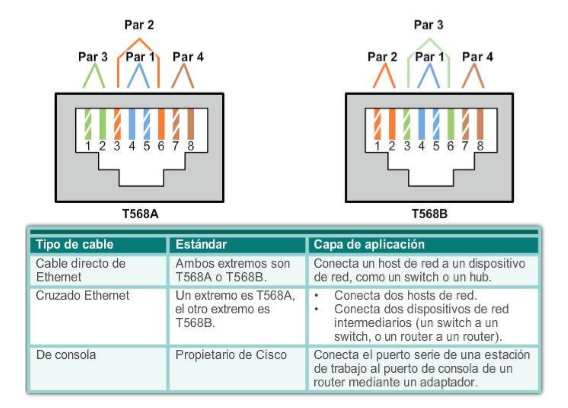 Par 2
Par 3 Par 1 Par 4
1 2 3 4 5 6 7 8
T568A
Par 3
Par 2 Par 1 Par 4
1 2 3 4 5 6 7 8
T568B
Tipo de cable Estándar Capa de aplicación
Cable directo de
Ethernet
Ambos extremos son
T568A o T568B.
Conecta un host de red a un dispositivo
de red, como un switch o un hub.
Cruzado Ethernet
Un extremo es T568A,
el otro extremo es
T568B.
• Conecta dos hosts de red.
• Conecta dos dispositivos de red
intermediarios (un switch a un
switch, o un router a un router).
De consola
Propietario de Cisco
Conecta el puerto serie de una estación
de trabajo al puerto de consola de un
router mediante un adaptador.